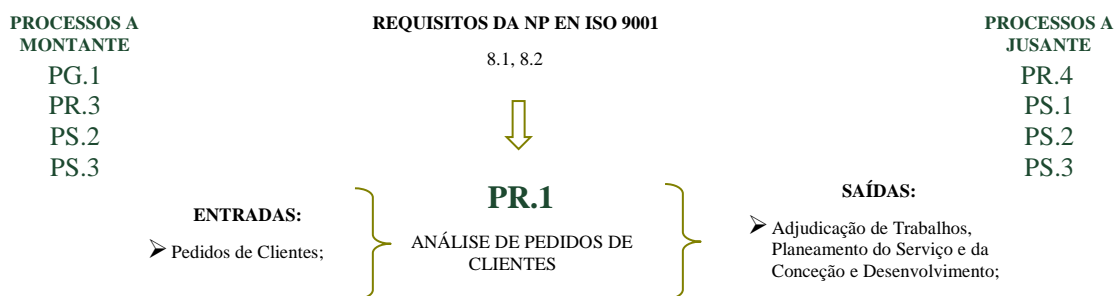 PROCESSOS A
MONTANTE
PG.1
PR.3
PS.2
PS.3
REQUISITOS DA NP EN ISO 9001
8.1, 8.2
PROCESSOS A
JUSANTE
PR.4
PS.1
PS.2
PS.3
ENTRADAS:
➢ Pedidos de Clientes;
PR.1
ANÁLISE DE PEDIDOS DE
CLIENTES
SAÍDAS:
➢ Adjudicação de Trabalhos,
Planeamento do Serviço e da
Conceção e Desenvolvimento;